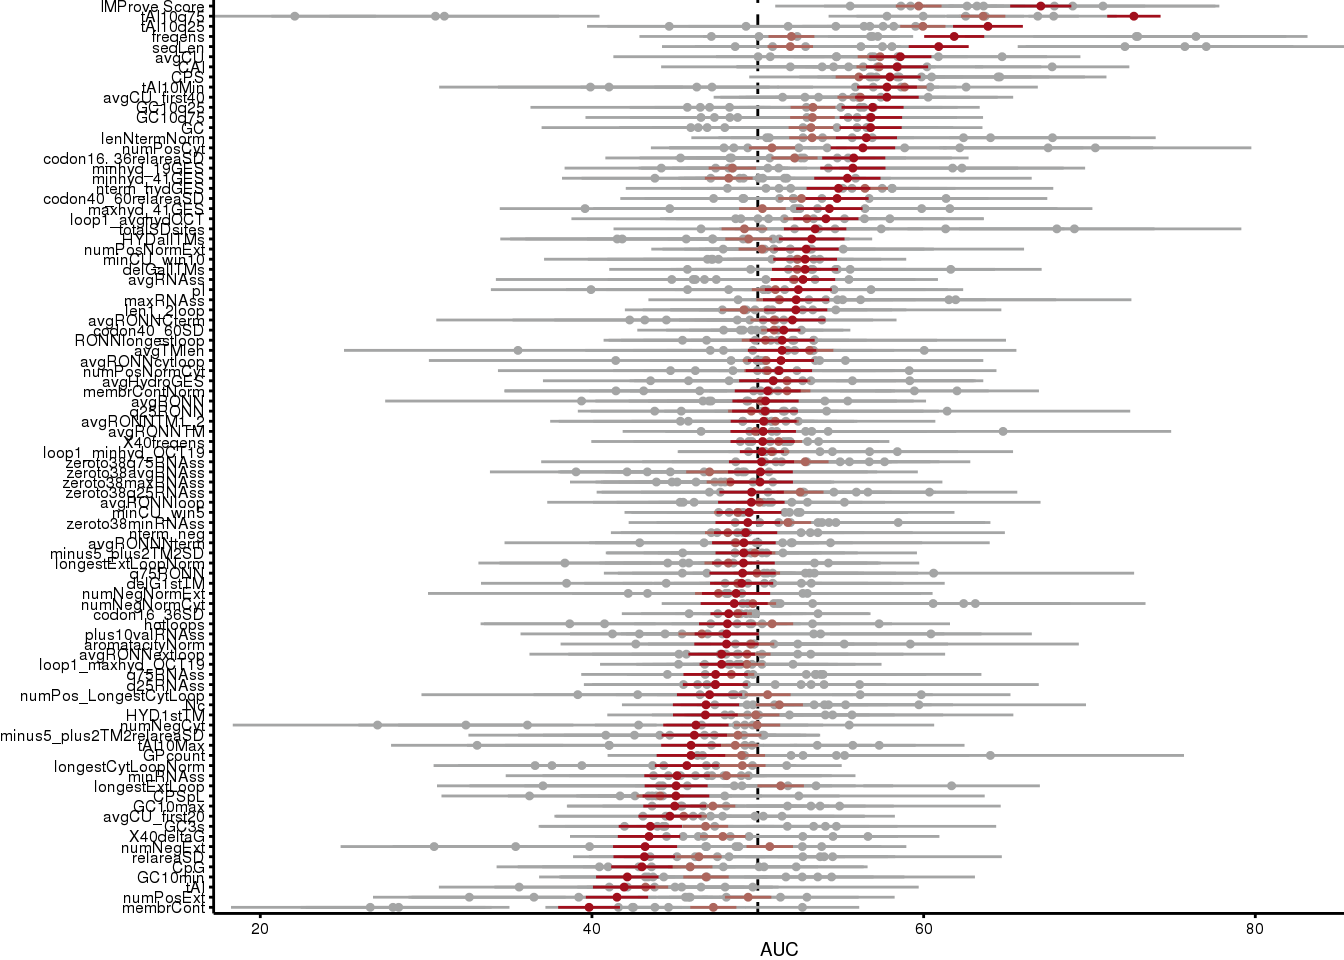 IMProve Score
tAI10q75
tAI10q25
freqens
seqLen
avgCU
CAI
CPS
tAI10Min
avgCU_first40
GC10q25
GC10q75
GC
lenNtermNorm
numPosCyt
codon16_36relareaSD
minhyd_19GES
minhyd_41GES
nterm_hydGES
codon40_60relareaSD
maxhyd_41GES
loop1_avghydOCT
totalSDsites
HYDallTMs
numPosNormExt
minCU_win10
delGallTMs
avgRNAss
pI
maxRNAss
len1_2loop
avgRONNCterm
codon40_60SD
RONNlongestloop
avgTMlen
avgRONNcytloop
numPosNormCyt
avgHydroGES
membrContNorm
avgRONN
q25RONN
avgRONNTM1_2
avgRONNTM
X40freqens
loop1_minhyd_OCT19
zeroto38q75RNAss
zeroto38avgRNAss
zeroto38maxRNAss
zeroto38q25RNAss
avgRONNloop
minCU_win5
zeroto38minRNAss
nterm_neg
avgRONNNterm
minus5_plus2TM2SD
longestExtLoopNorm
q75RONN
delG1stTM
numNegNormExt
numNegNormCyt
codon16_36SD
notloops
plus10valRNAss
aromatacityNorm
avgRONNextloop
loop1_maxhyd_OCT19
q75RNAss
q25RNAss
numPos_LongestCytLoop
Nc
HYD1stTM
numNegCyt
minus5_plus2TM2relareaSD
tAI10Max
GPcount
longestCytLoopNorm
minRNAss
longestExtLoop
CPSpL
GC10max
avgCU_first20
GC3s
X40deltaG
numNegExt
relareaSD
CpG
GC10min
tAI
numPosExt
membrCont
20 40 60 80
AUC